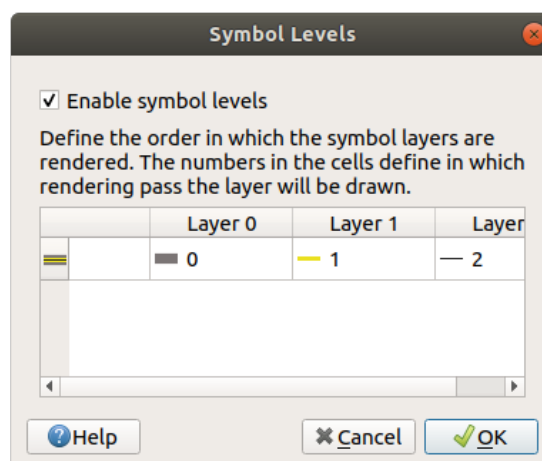 Symbol Levels
Enable symbol levels
Define the order in which the symbol layers are
rendered. The numbers in the cells define in which
rendering pass the layer will be drawn.
Layer 0 Layer 1 Layer
0 1 2
Help Cancel OK